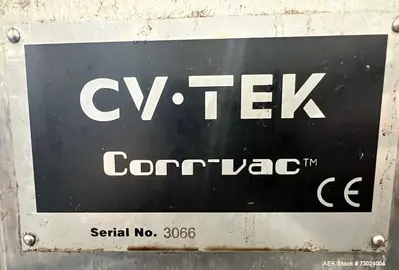 CV·TEK
Corr-vac™
CE
Serial No. 3066
AEK Stock # 73024004